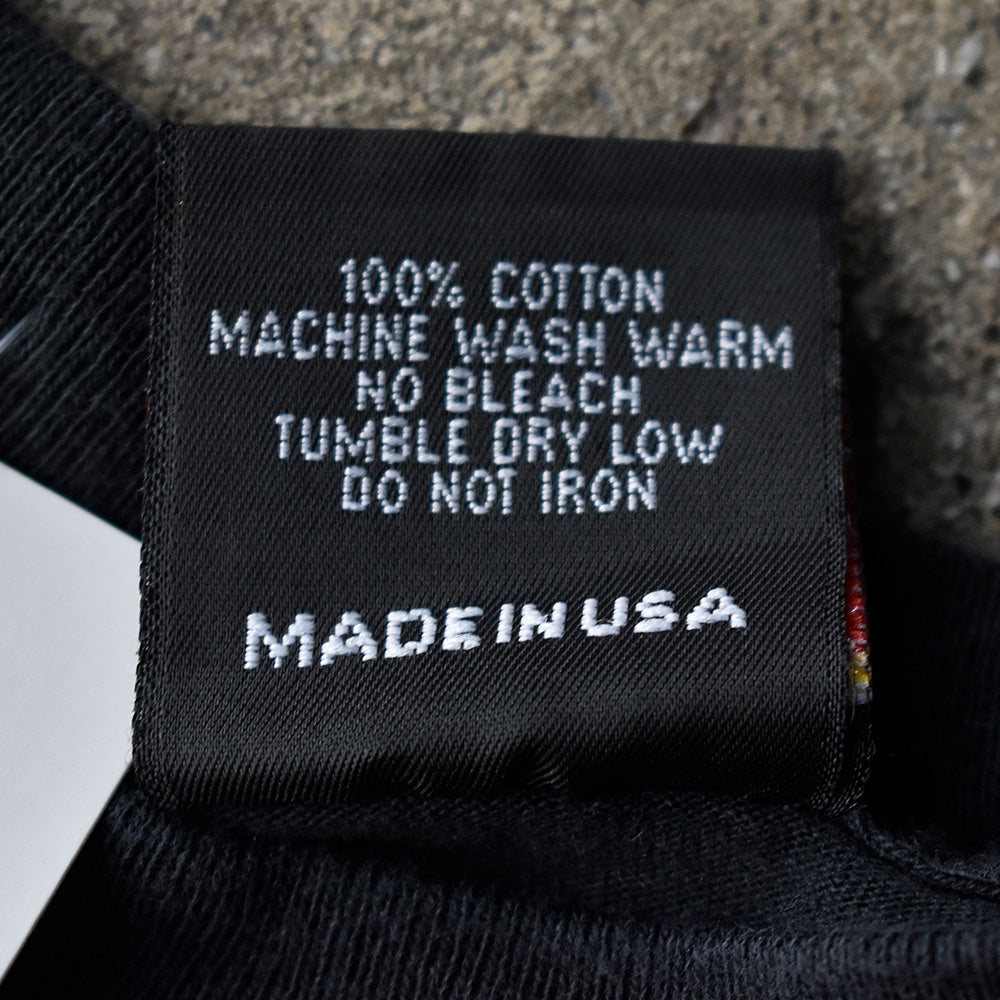 100% COTTON
MACHINE WASH WARM
NO BLEACH
TUMBLE DRY LOW
DO NOT IRON
MADE IN USA